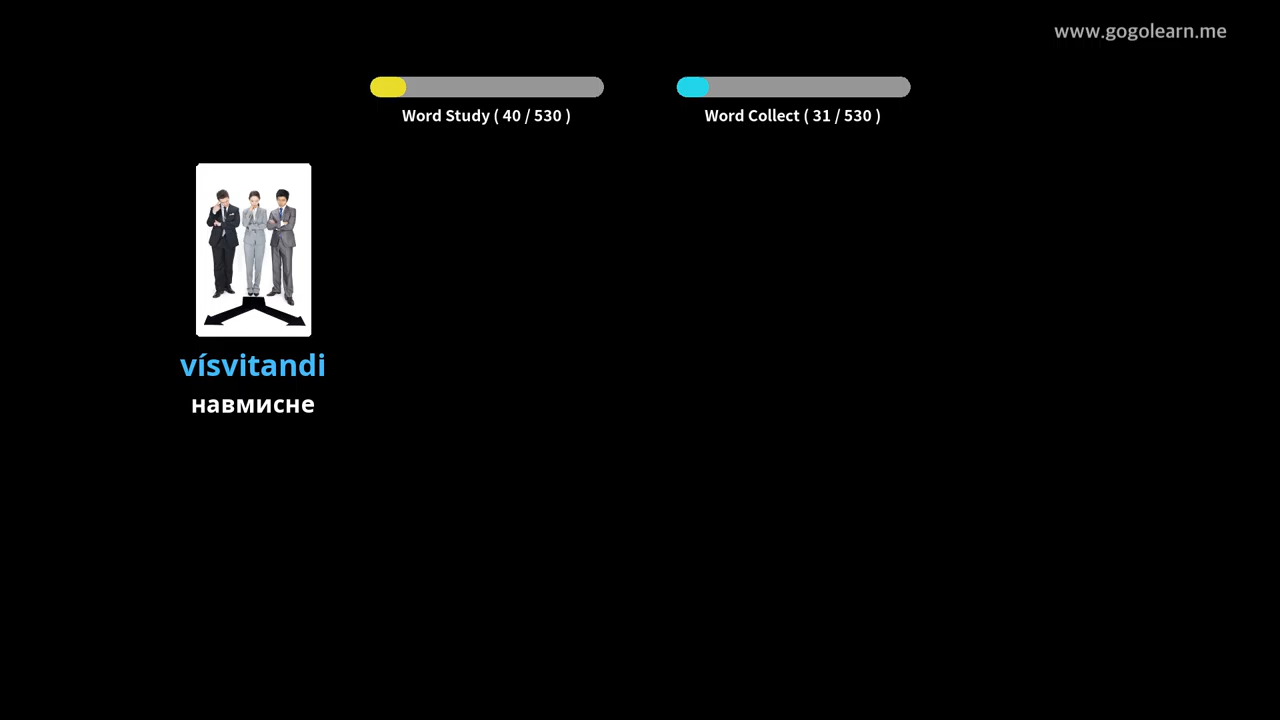 www.gogolearn.me
Word Study ( 40 / 530 )
Word Collect ( 31 / 530 )
vísvitandi
навмисне